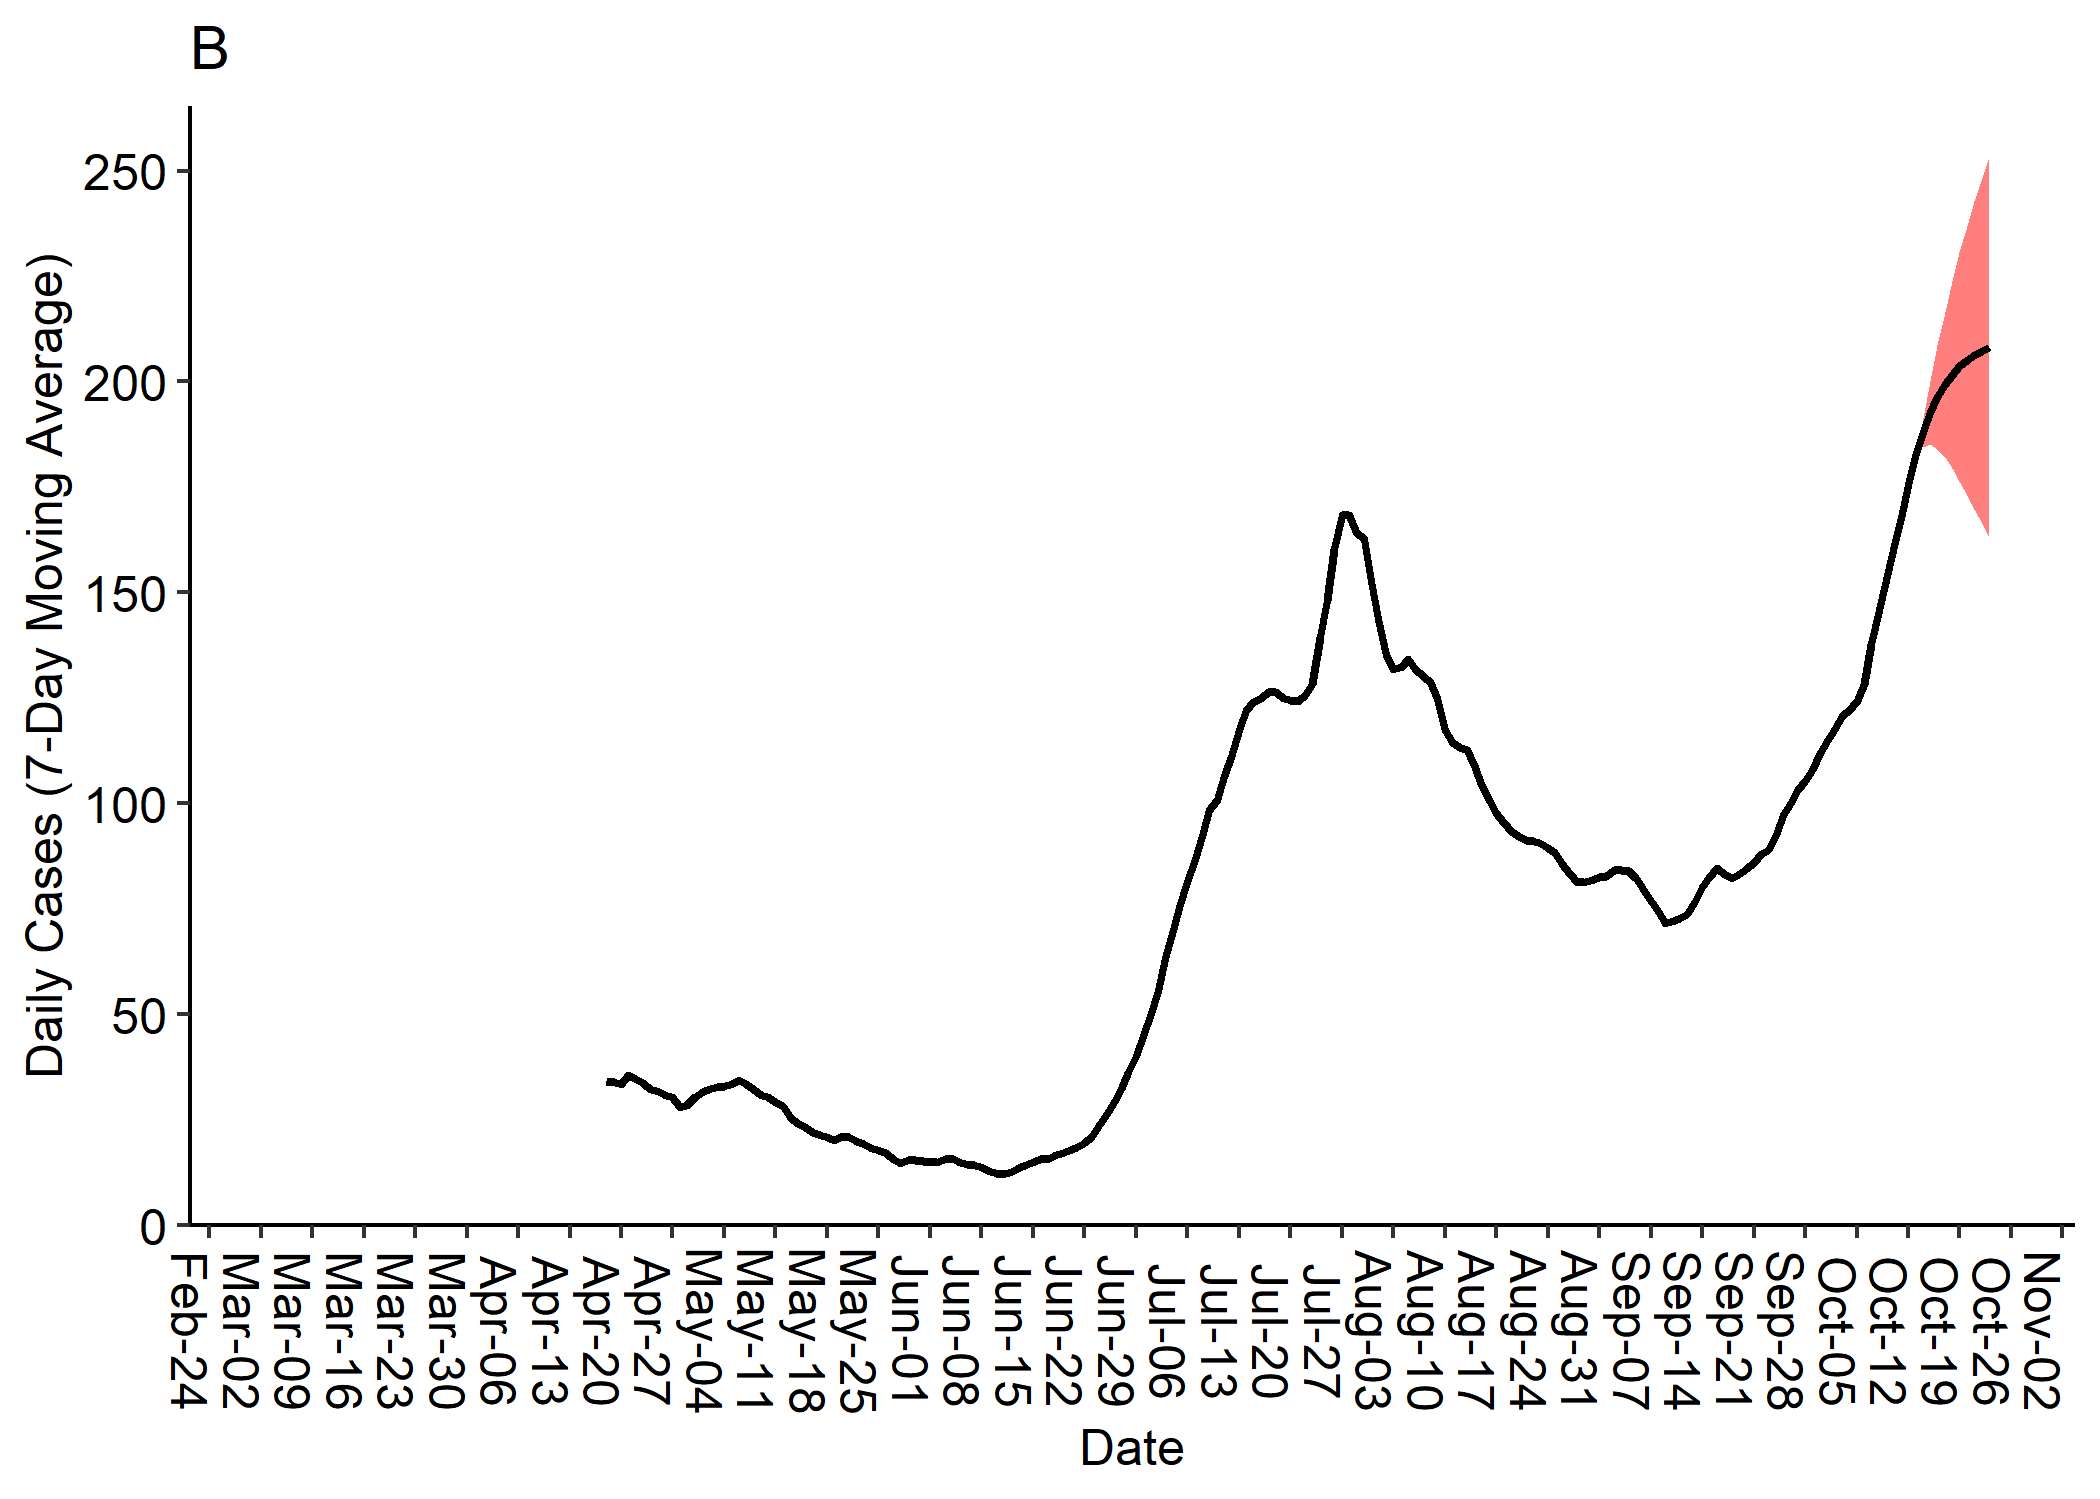 B
Daily Cases (7-Day Moving Average)
250
200
150
100
50
0
Feb-24
Mar-02
Mar-09
Mar-16
Mar-23
Mar-30
Apr-06
Apr-13
Apr-20
Apr-27
May-04
May-11
May-18
May-25
Jun-01
Jun-08
Jun-15
Jun-22
Jun-29
Jul-06
Jul-13
Jul-20
Jul-27
Aug-03
Aug-10
Aug-17
Aug-24
Aug-31
Sep-07
Sep-14
Sep-21
Sep-28
Oct-05
Oct-12
Oct-19
Oct-26
Nov-02
Date